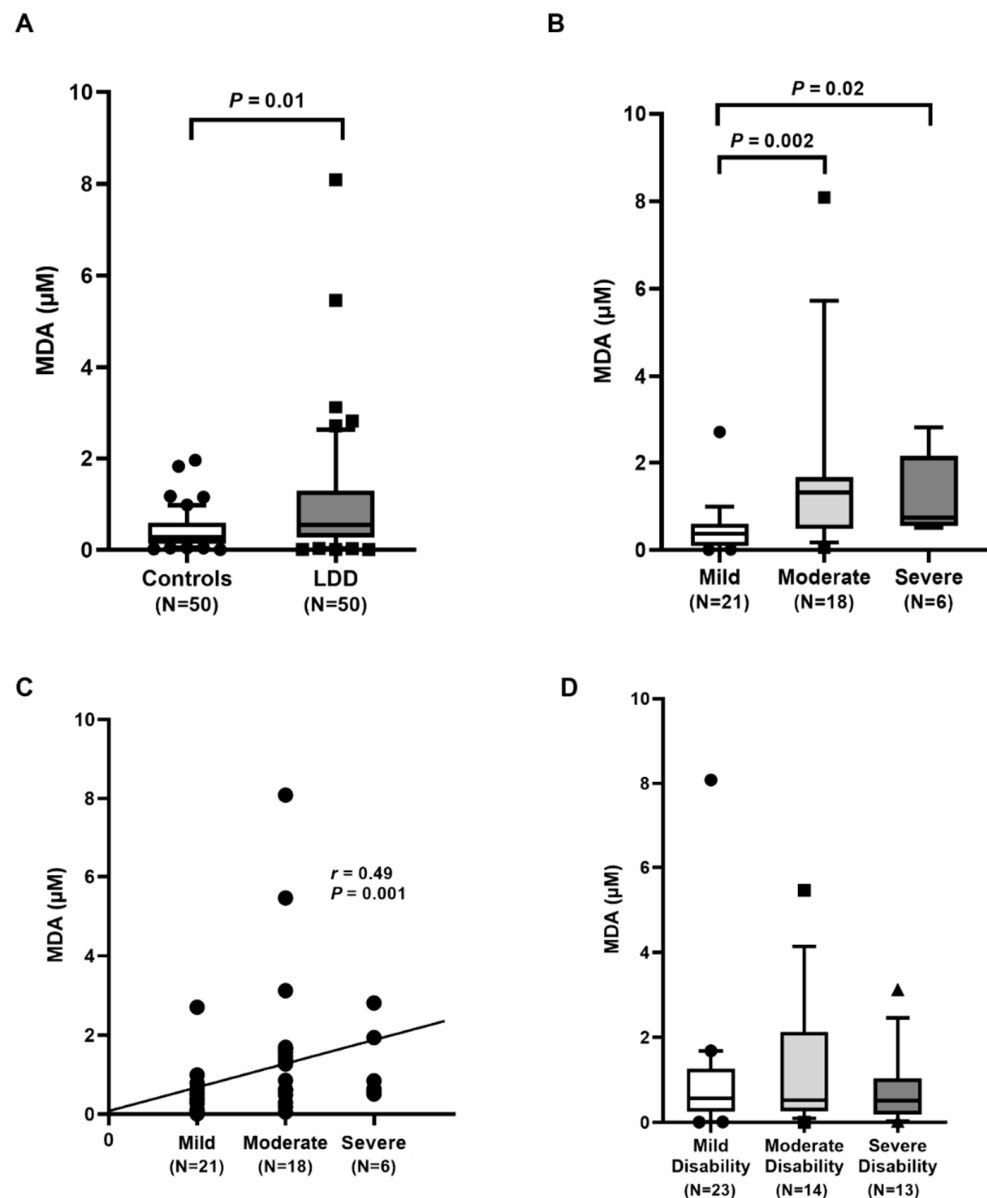 A
10
8
6
4
2
0
MDA (µM)
P = 0.01
Controls
(N=50)
LDD
(N=50)
B
10
8
6
4
2
0
MDA (µM)
P = 0.02
P = 0.002
Mild
(N=21)
Moderate
(N=18)
Severe
(N=6)
C
10
8
6
4
2
0
MDA (µM)
r = 0.49
P = 0.001
0
Mild
(N=21)
Moderate
(N=18)
Severe
(N=6)
D
10
8
6
4
2
0
MDA (µM)
Mild
Disability
(N=23)
Moderate
Disability
(N=14)
Severe
Disability
(N=13)